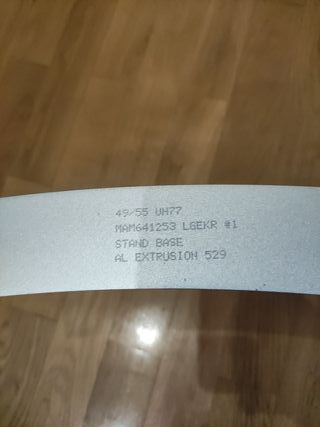 49/55 UH77
MAM641253 LGEKR #1
STAND BASE
AL EXTRUSION 529